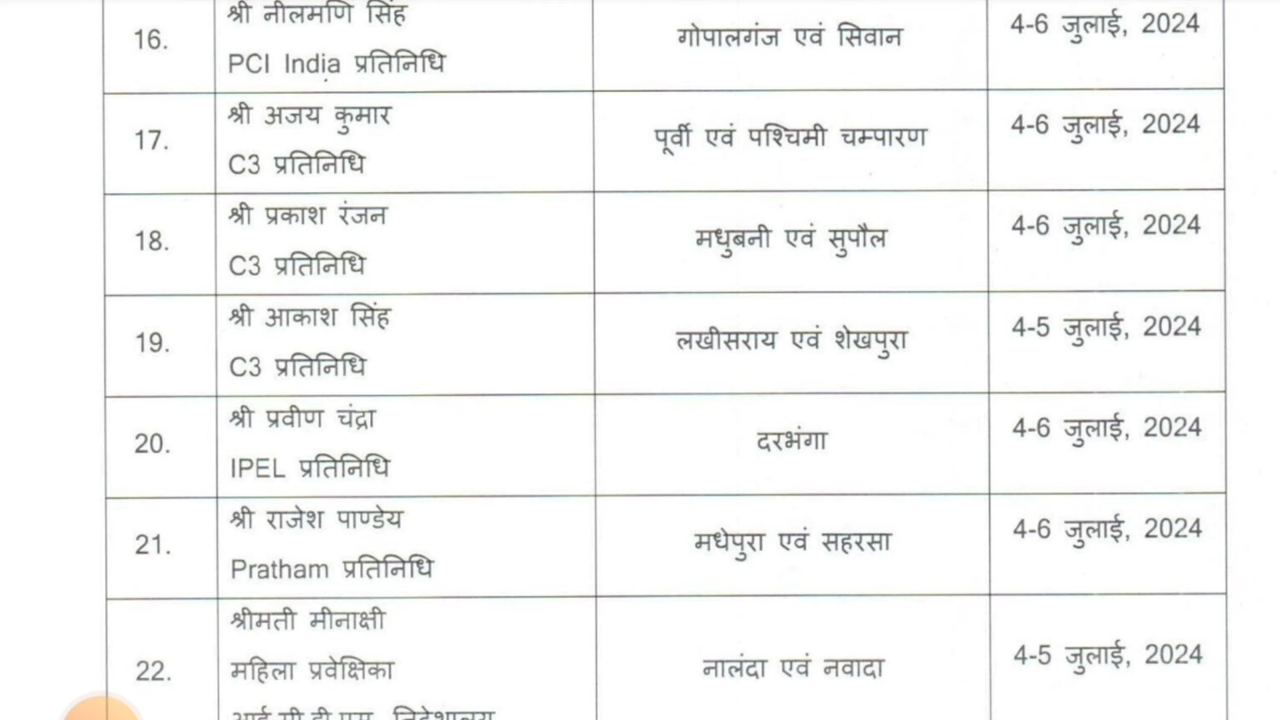 16.
श्री नीलमणि सिंह
PCI India प्रतिनिधि
गोपालगंज एवं सिवान
4-6 जुलाई, 2024
17.
श्री अजय कुमार
C3 प्रतिनिधि
पूर्वी एवं पश्चिमी चम्पारण
4-6 जुलाई, 2024
18.
श्री प्रकाश रंजन
C3 प्रतिनिधि
मधुबनी एवं सुपौल
4-6 जुलाई, 2024
19.
श्री आकाश सिंह
C3 प्रतिनिधि
लखीसराय एवं शेखपुरा
4-5 जुलाई, 2024
20.
श्री प्रवीण चंद्रा
IPEL प्रतिनिधि
दरभंगा
4-6 जुलाई, 2024
21.
श्री राजेश पाण्डेय
Pratham प्रतिनिधि
मधेपुरा एवं सहरसा
4-6 जुलाई, 2024
22.
श्रीमती मीनाक्षी
महिला प्रवेक्षिका
नालंदा एवं नवादा
4-5 जुलाई, 2024